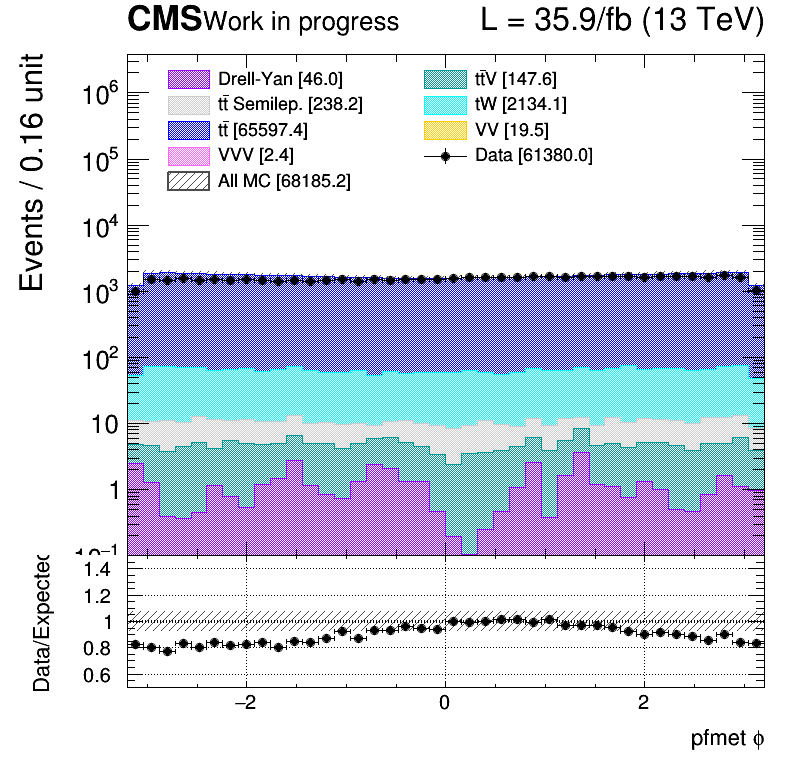 CMS Work in progress L = 35.9/fb (13 TeV)
Drell-Yan [46.0]
tt̄ Semilep. [238.2]
tt̄ [65597.4]
VVV [2.4]
All MC [68185.2]
tt̄V [147.6]
tW [2134.1]
VV [19.5]
Data [61380.0]
Events / 0.16 unit
10⁶
10⁵
10⁴
10³
10²
10
1
10⁻¹
Data/Expected
1.4
1.2
1
0.8
0.6
−2 0 2
pfmet ϕ